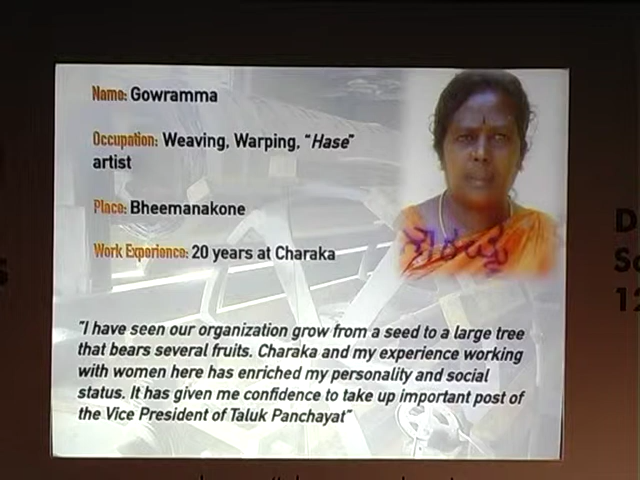 Name: Gowramma
Occupation: Weaving, Warping, "Hase"
artist
Place: Bheemanakone
Work Experience: 20 years at Charaka
"I have seen our organization grow from a seed to a large tree
that bears several fruits. Charaka and my experience working
with women here has enriched my personality and social
status. It has given me confidence to take up important post of
the Vice President of Taluk Panchayat"